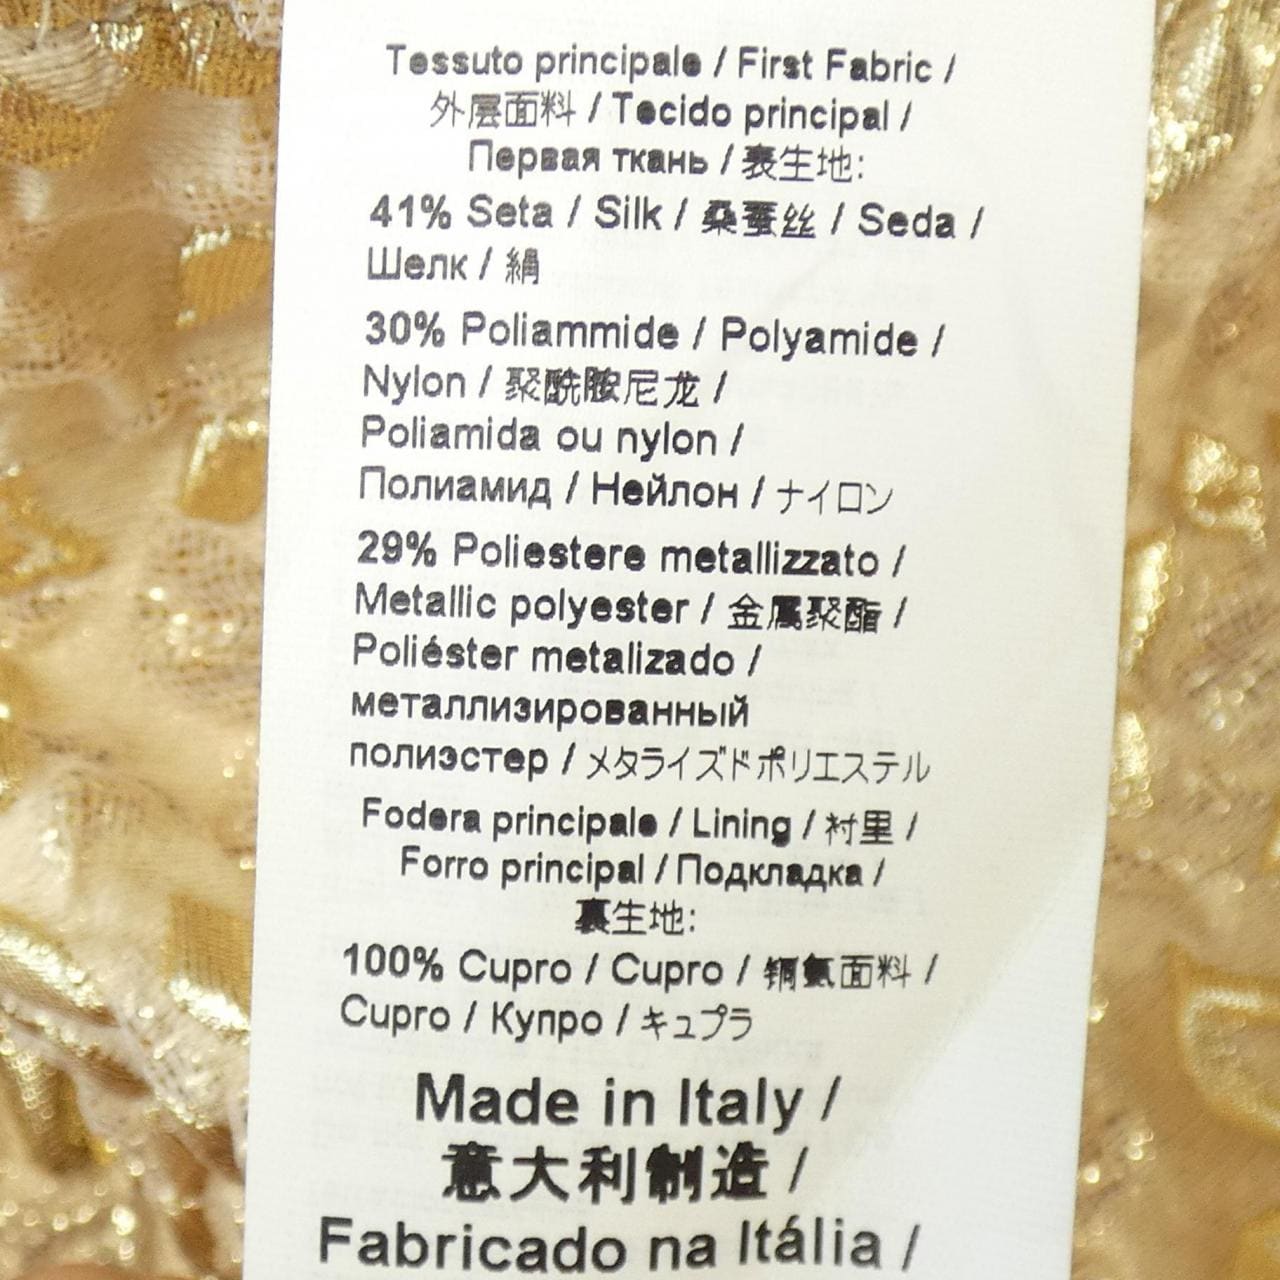 Tessuto principale / First Fabric /
外层面料 / Tecido principal /
Первая ткань / 表生地:
41% Seta / Silk / 桑蚕丝 / Seda /
Шелк / 絹
30% Poliammide / Polyamide /
Nylon / 聚酰胺尼龙 /
Poliamida ou nylon /
Полиамид / Нейлон / ナイロン
29% Poliestere metallizzato /
Metallic polyester / 金属聚酯 /
Poliéster metalizado /
металлизированный
полиэстер / メタライズドポリエステル
Fodera principale / Lining / 衬里 /
Forro principal / Подкладка /
裏生地:
100% Cupro / Cupro / 铜氨面料 /
Cupro / Купро / キュプラ
Made in Italy /
意大利制造 /
Fabricado na Itália /